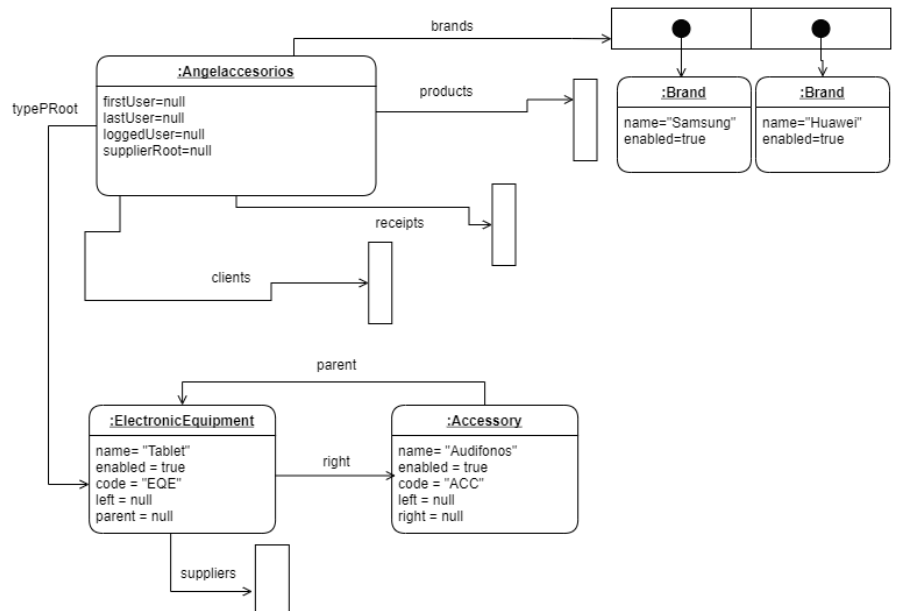 brands
:Angelaccesorios
typePRoot
firstUser=null
lastUser=null
loggedUser=null
supplierRoot=null
products
:Brand
name="Samsung"
enabled=true
:Brand
name="Huawei"
enabled=true
receipts
clients
parent
:ElectronicEquipment
name= "Tablet"
enabled = true
code = "EQE"
left = null
parent = null
right
:Accessory
name= "Audifonos"
enabled = true
code = "ACC"
left = null
right = null
suppliers